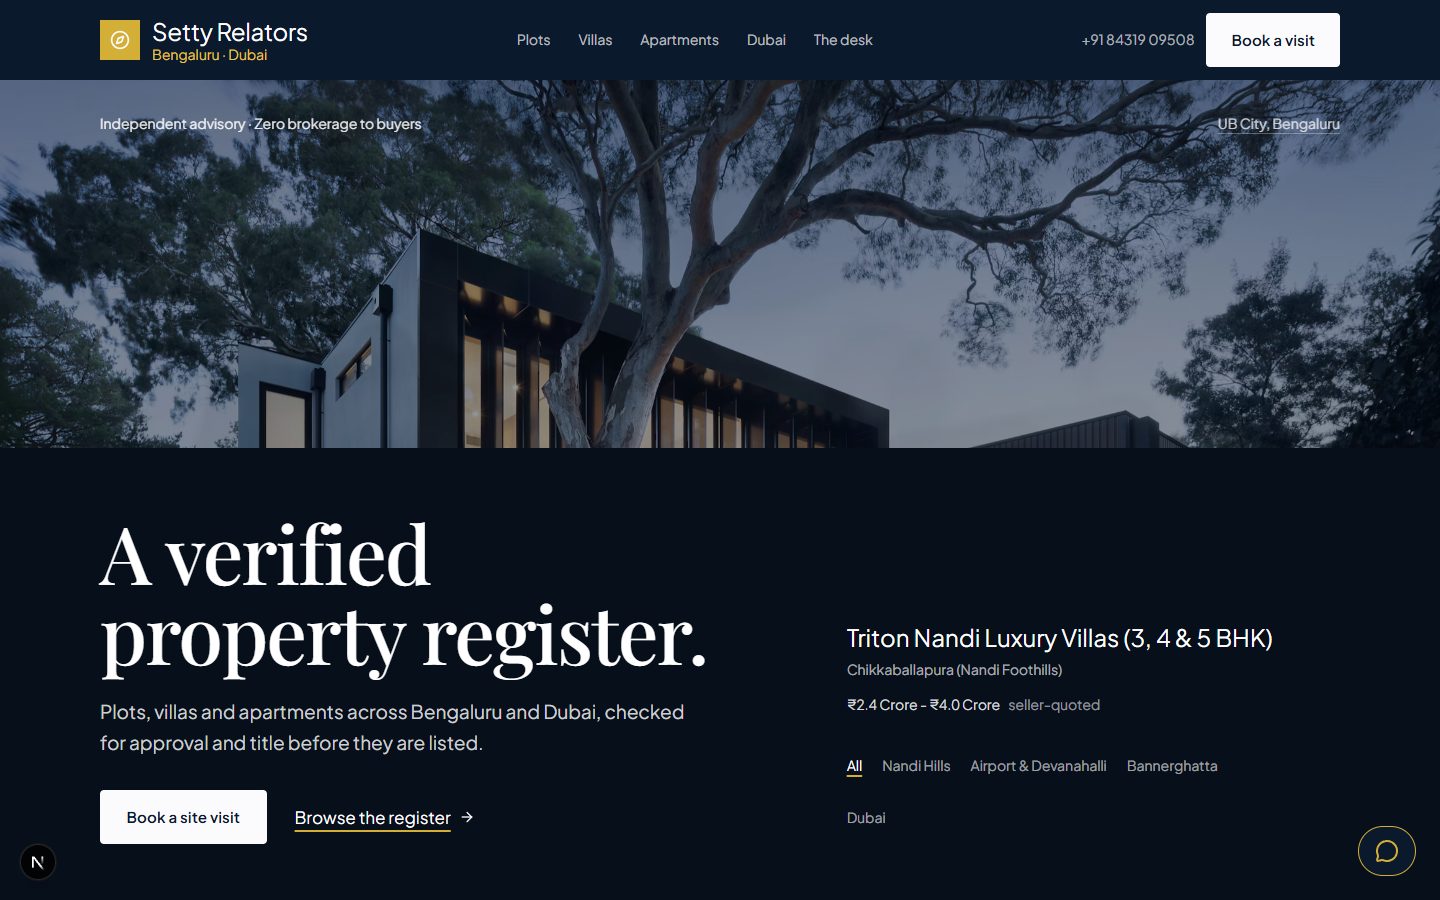 Setty Relators
Bengaluru · Dubai
Plots
Villas
Apartments
Dubai
The desk
+91 84319 09508
Book a visit
Independent advisory · Zero brokerage to buyers
UB City, Bengaluru
A verified
property register.
Plots, villas and apartments across Bengaluru and Dubai, checked
for approval and title before they are listed.
Book a site visit
Browse the register →
Triton Nandi Luxury Villas (3, 4 & 5 BHK)
Chikkaballapura (Nandi Foothills)
₹2.4 Crore - ₹4.0 Crore seller-quoted
All
Nandi Hills
Airport & Devanahalli
Bannerghatta
Dubai
N